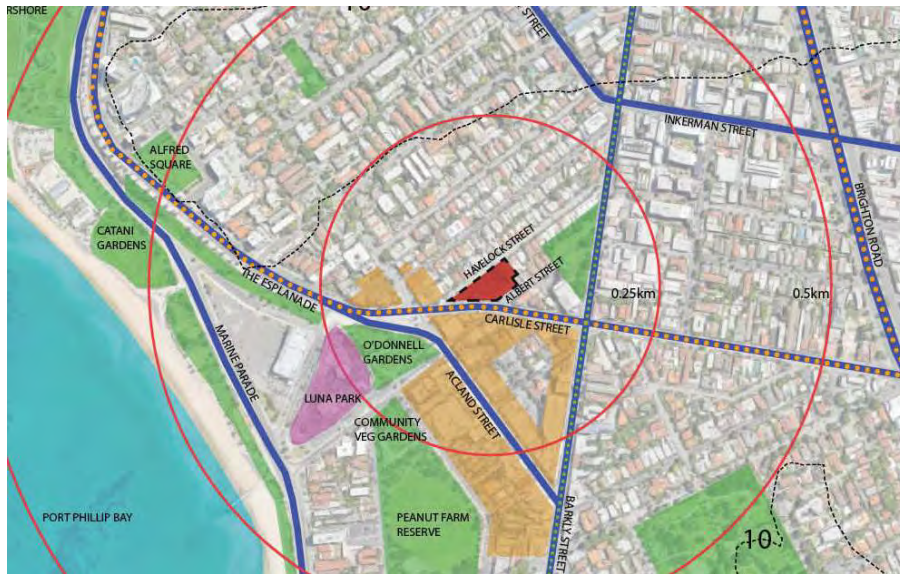 RSHORE
10
STREET
INKERMAN STREET
ALFRED
SQUARE
BRIGHTON ROAD
CATANI
GARDENS
HAVELOCK STREET
ALBERT STREET
THE ESPLANADE
0.25km
0.5km
CARLISLE STREET
O'DONNELL
GARDENS
MARINE PARADE
LUNA PARK
ACLAND STREET
COMMUNITY
VEG GARDENS
BARKLY STREET
PORT PHILLIP BAY
PEANUT FARM
RESERVE
10